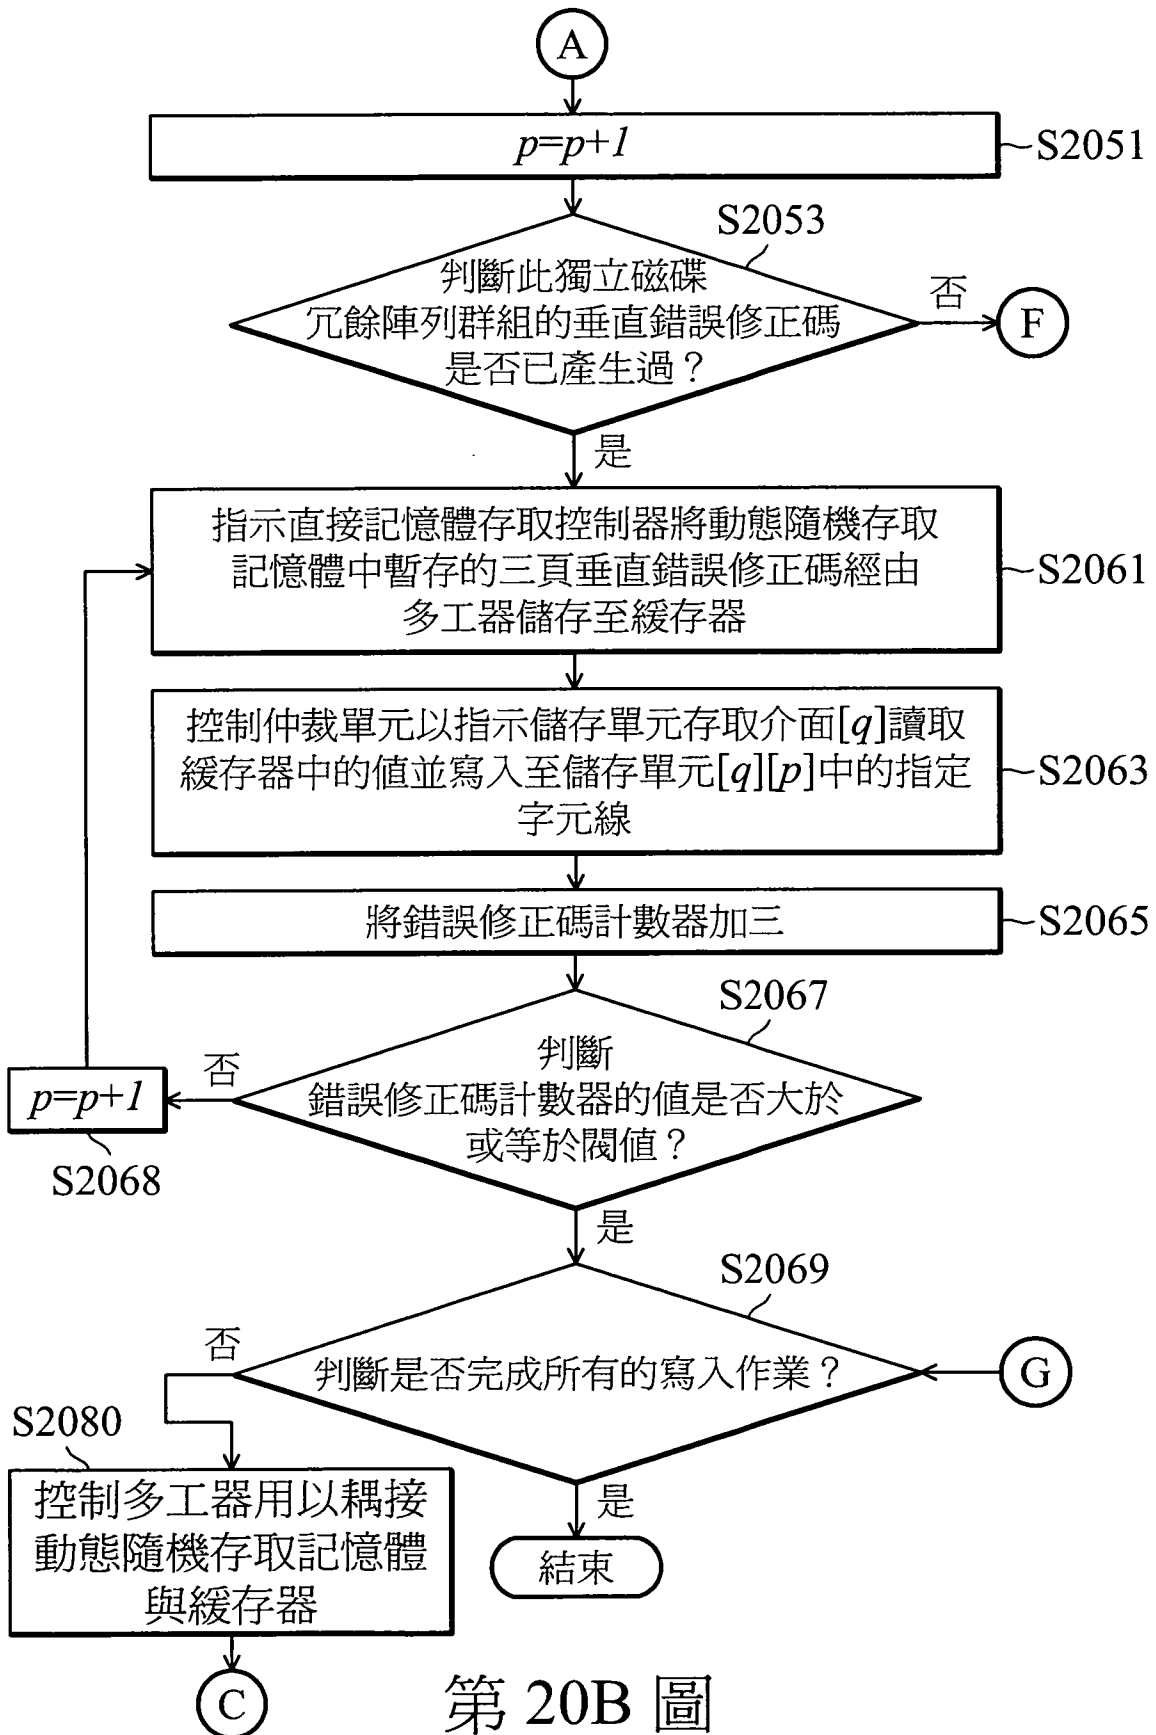 A
p=p+1
S2051
S2053
判斷此獨立磁碟
冗餘陣列群組的垂直錯誤修正碼
是否已產生過？
否
F
是
指示直接記憶體存取控制器將動態隨機存取
記憶體中暫存的三頁垂直錯誤修正碼經由
多工器儲存至緩存器
S2061
控制仲裁單元以指示儲存單元存取介面[q]讀取
緩存器中的值並寫入至儲存單元[q][p]中的指定
字元線
S2063
將錯誤修正碼計數器加三
S2065
S2067
判斷
錯誤修正碼計數器的值是否大於
或等於閥值？
否
p=p+1
S2068
是
S2069
判斷是否完成所有的寫入作業？
G
否
S2080
控制多工器用以耦接
動態隨機存取記憶體
與緩存器
是
結束
C
第 20B 圖